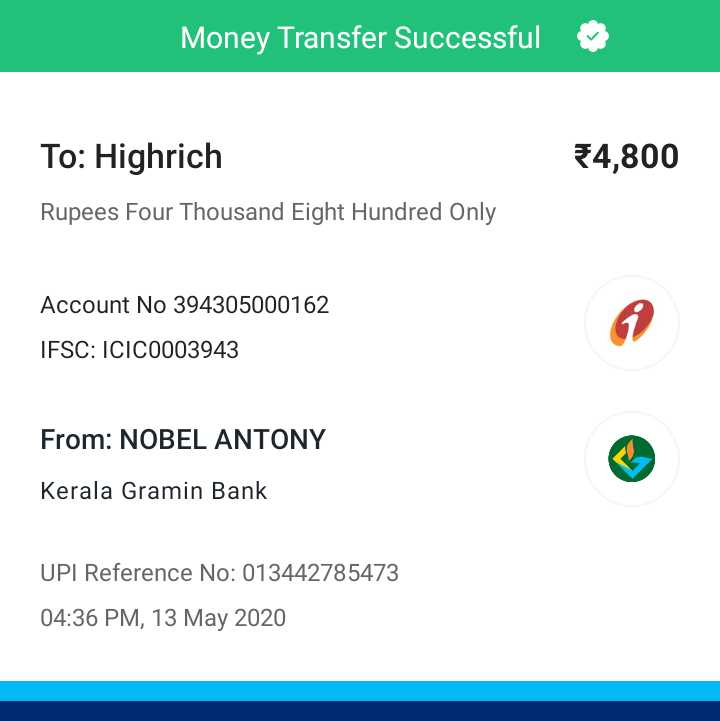 Money Transfer Successful
To: Highrich ₹4,800
Rupees Four Thousand Eight Hundred Only
Account No 394305000162
IFSC: ICIC0003943
From: NOBEL ANTONY
Kerala Gramin Bank
UPI Reference No: 013442785473
04:36 PM, 13 May 2020